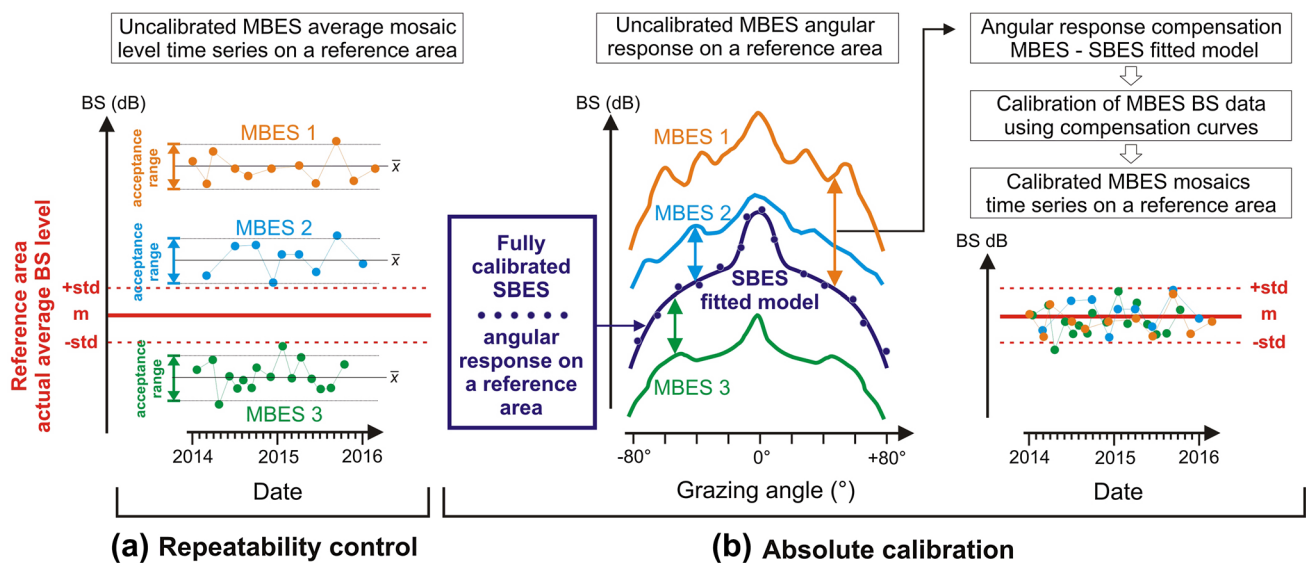 Uncalibrated MBES average mosaic
level time series on a reference area
BS (dB)
Reference area
actual average BS level
+std
m
-std
acceptance
range
MBES 1
x̅
acceptance
range
MBES 2
x̅
acceptance
range
MBES 3
x̅
2014
2015
2016
Date
(a) Repeatability control
Fully
calibrated
SBES
angular
response on
a reference
area
Uncalibrated MBES angular
response on a reference area
BS (dB)
MBES 1
MBES 2
SBES
fitted model
MBES 3
-80°
0°
+80°
Grazing angle (°)
Angular response compensation
MBES - SBES fitted model
Calibration of MBES BS data
using compensation curves
Calibrated MBES mosaics
time series on a reference area
BS dB
+std
m
-std
2014
2015
2016
Date
(b) Absolute calibration